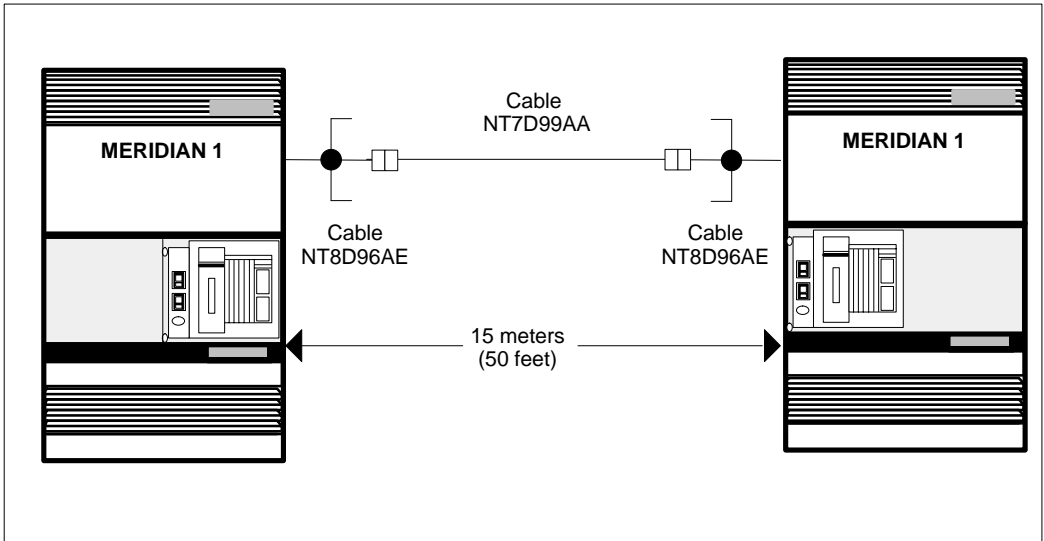 Cable
NT7D99AA
MERIDIAN 1
MERIDIAN 1
Cable
NT8D96AE
Cable
NT8D96AE
15 meters
(50 feet)